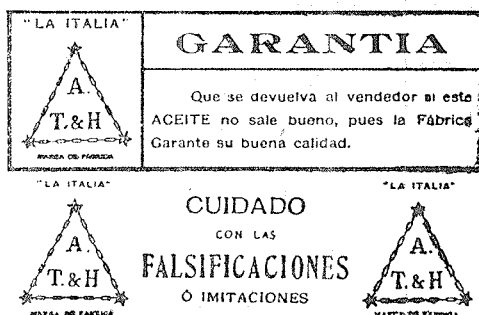 "LA ITALIA"
A.
T.&H
MARCA DE FABRICA
GARANTIA
Que se devuelva al vendedor si este
ACEITE no sale bueno, pues la Fábrica
Garante su buena calidad.
"LA ITALIA"
A.
T.&H
MARCA DE FABRICA
CUIDADO
CON LAS
FALSIFICACIONES
Ó IMITACIONES
"LA ITALIA"
A.
T.&H
MARCA DE FABRICA